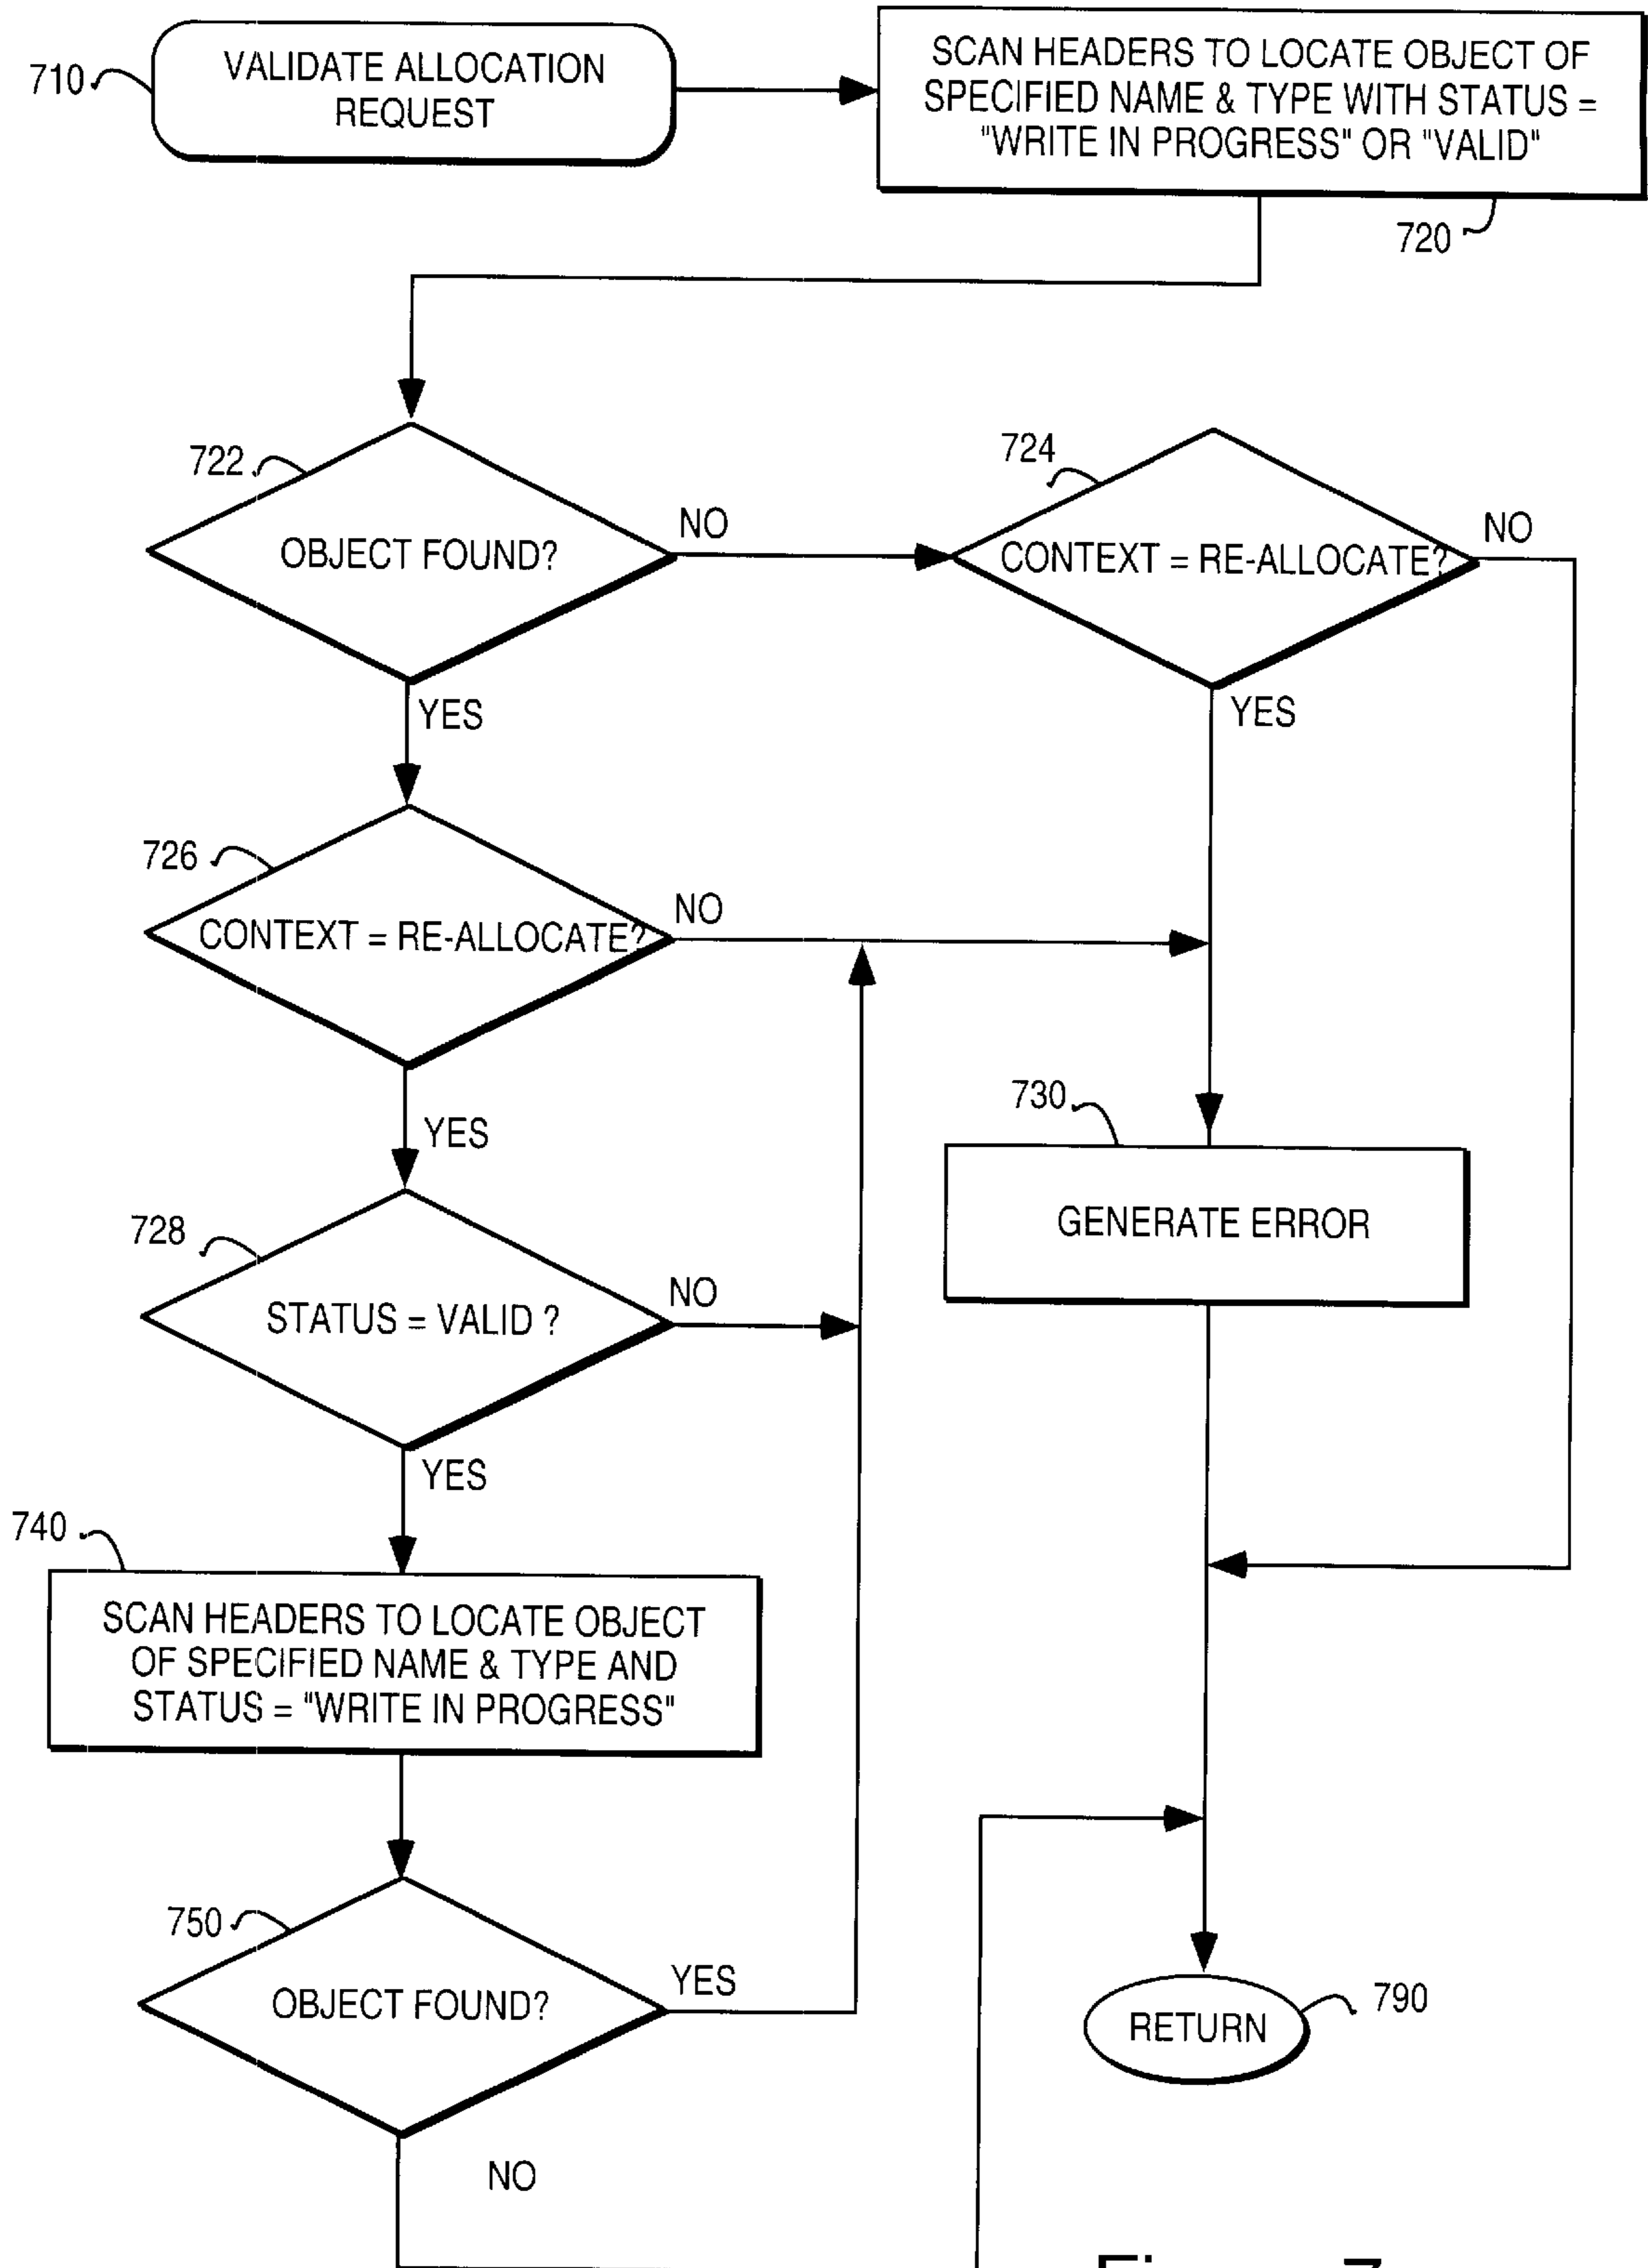 710
VALIDATE ALLOCATION
REQUEST
SCAN HEADERS TO LOCATE OBJECT OF
SPECIFIED NAME & TYPE WITH STATUS =
"WRITE IN PROGRESS" OR "VALID"
720
722
OBJECT FOUND?
NO
YES
724
CONTEXT = RE-ALLOCATE?
NO
YES
726
CONTEXT = RE-ALLOCATE?
NO
YES
730
GENERATE ERROR
728
STATUS = VALID ?
NO
YES
740
SCAN HEADERS TO LOCATE OBJECT
OF SPECIFIED NAME & TYPE AND
STATUS = "WRITE IN PROGRESS"
750
OBJECT FOUND?
YES
NO
RETURN
790